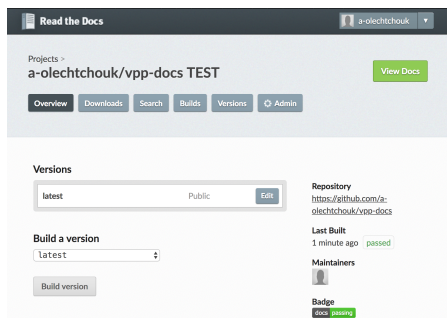 Read the Docs
a-olechtchouk
Projects >
a-olechtchouk/vpp-docs TEST
View Docs
Overview Downloads Search Builds Versions Admin
Versions
latest Public Edit
Build a version
latest
Build version
Repository
https://github.com/a-
olechtchouk/vpp-docs
Last Built
1 minute ago passed
Maintainers
Badge
docs passing